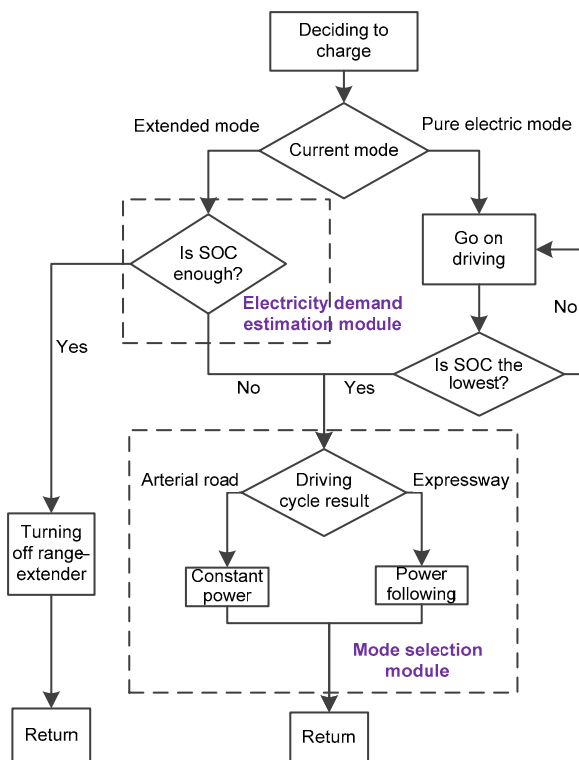 Deciding to
charge
Extended mode
Pure electric mode
Current mode
Is SOC
enough?
Go on
driving
Electricity demand
estimation module
No
Yes
Is SOC the
lowest?
No
Yes
Arterial road
Driving
cycle result
Expressway
Turning
off range-
extender
Constant
power
Power
following
Mode selection
module
Return
Return